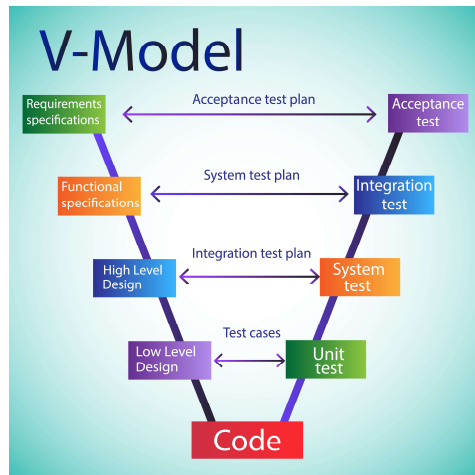 V-Model
Requirements
specifications
Acceptance test plan
Acceptance
test
Functional
specifications
System test plan
Integration
test
High Level
Design
Integration test plan
System
test
Low Level
Design
Test cases
Unit
test
Code